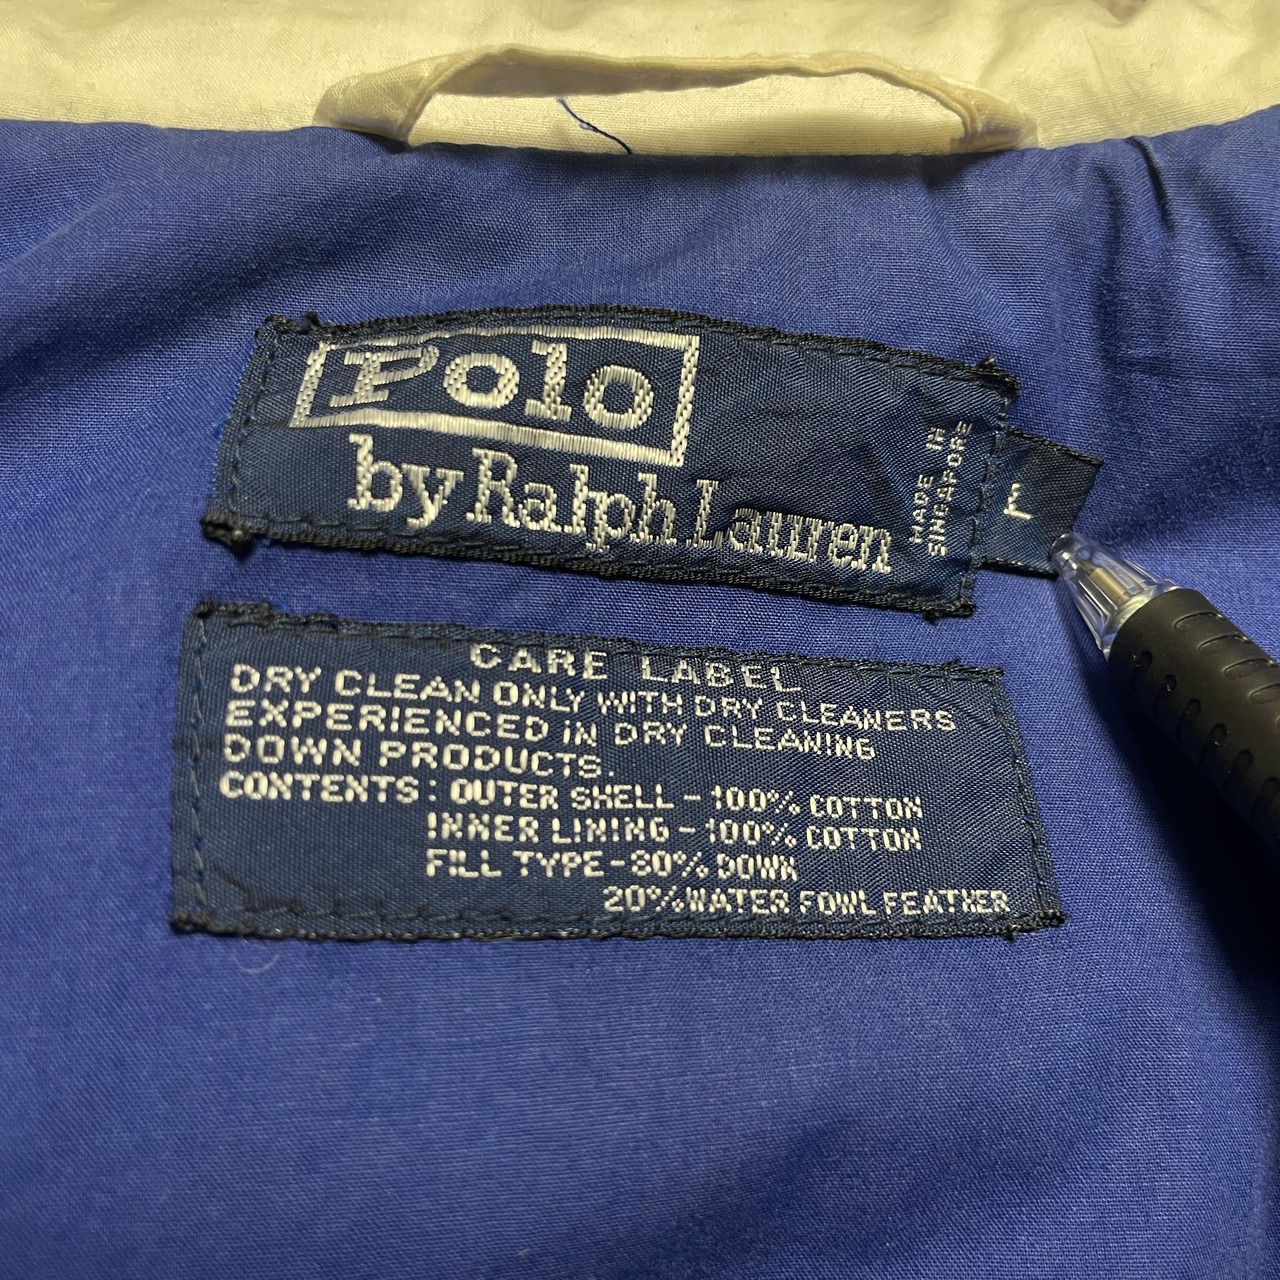 Polo
by Ralph Lauren
MADE IN
SINGAPORE
L
CARE LABEL
DRY CLEAN ONLY WITH DRY CLEANERS
EXPERIENCED IN DRY CLEANING
DOWN PRODUCTS.
CONTENTS: OUTER SHELL-100% COTTON
INNER LINING-100% COTTON
FILL TYPE-80% DOWN
20% WATER FOWL FEATHER